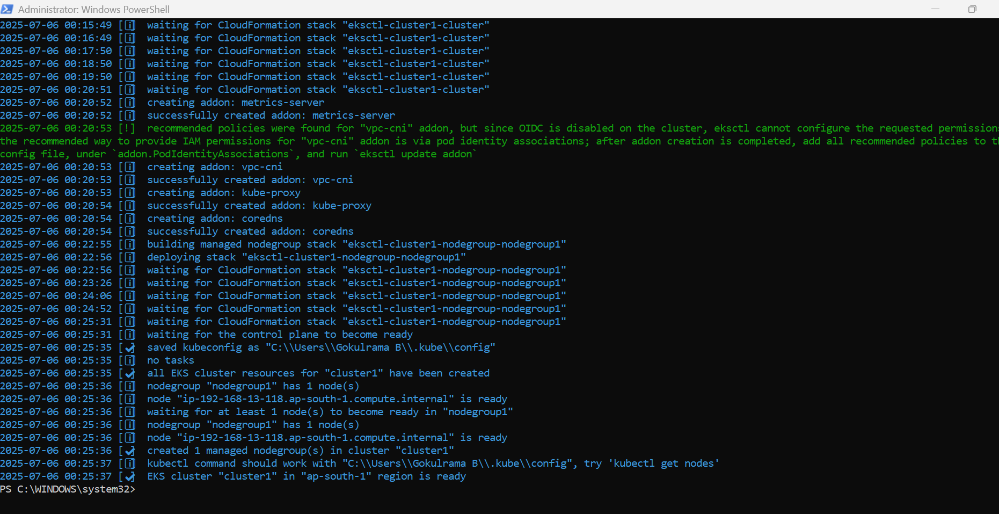 Administrator: Windows PowerShell
2025-07-06 00:15:49 [i]  waiting for CloudFormation stack "eksctl-cluster1-cluster"
2025-07-06 00:16:49 [i]  waiting for CloudFormation stack "eksctl-cluster1-cluster"
2025-07-06 00:17:50 [i]  waiting for CloudFormation stack "eksctl-cluster1-cluster"
2025-07-06 00:18:50 [i]  waiting for CloudFormation stack "eksctl-cluster1-cluster"
2025-07-06 00:19:50 [i]  waiting for CloudFormation stack "eksctl-cluster1-cluster"
2025-07-06 00:20:51 [i]  waiting for CloudFormation stack "eksctl-cluster1-cluster"
2025-07-06 00:20:52 [i]  creating addon: metrics-server
2025-07-06 00:20:52 [i]  successfully created addon: metrics-server
2025-07-06 00:20:53 [!]  recommended policies were found for "vpc-cni" addon, but since OIDC is disabled on the cluster, eksctl cannot configure the requested permission
the recommended way to provide IAM permissions for "vpc-cni" addon is via pod identity associations; after addon creation is completed, add all recommended policies to
config file, under `addon.PodIdentityAssociations`, and run `eksctl update addon`
2025-07-06 00:20:53 [i]  creating addon: vpc-cni
2025-07-06 00:20:53 [i]  successfully created addon: vpc-cni
2025-07-06 00:20:53 [i]  creating addon: kube-proxy
2025-07-06 00:20:54 [i]  successfully created addon: kube-proxy
2025-07-06 00:20:54 [i]  creating addon: coredns
2025-07-06 00:20:54 [i]  successfully created addon: coredns
2025-07-06 00:22:55 [i]  building managed nodegroup stack "eksctl-cluster1-nodegroup-nodegroup1"
2025-07-06 00:22:56 [i]  deploying stack "eksctl-cluster1-nodegroup-nodegroup1"
2025-07-06 00:22:56 [i]  waiting for CloudFormation stack "eksctl-cluster1-nodegroup-nodegroup1"
2025-07-06 00:23:26 [i]  waiting for CloudFormation stack "eksctl-cluster1-nodegroup-nodegroup1"
2025-07-06 00:24:06 [i]  waiting for CloudFormation stack "eksctl-cluster1-nodegroup-nodegroup1"
2025-07-06 00:24:52 [i]  waiting for CloudFormation stack "eksctl-cluster1-nodegroup-nodegroup1"
2025-07-06 00:25:31 [i]  waiting for CloudFormation stack "eksctl-cluster1-nodegroup-nodegroup1"
2025-07-06 00:25:31 [i]  waiting for the control plane to become ready
2025-07-06 00:25:35 [✔]  saved kubeconfig as "C:\\Users\\Gokulrama B\\.kube\\config"
2025-07-06 00:25:35 [i]  no tasks
2025-07-06 00:25:35 [✔]  all EKS cluster resources for "cluster1" have been created
2025-07-06 00:25:36 [i]  nodegroup "nodegroup1" has 1 node(s)
2025-07-06 00:25:36 [i]  node "ip-192-168-13-118.ap-south-1.compute.internal" is ready
2025-07-06 00:25:36 [i]  waiting for at least 1 node(s) to become ready in "nodegroup1"
2025-07-06 00:25:36 [i]  nodegroup "nodegroup1" has 1 node(s)
2025-07-06 00:25:36 [i]  node "ip-192-168-13-118.ap-south-1.compute.internal" is ready
2025-07-06 00:25:36 [✔]  created 1 managed nodegroup(s) in cluster "cluster1"
2025-07-06 00:25:37 [i]  kubectl command should work with "C:\\Users\\Gokulrama B\\.kube\\config", try 'kubectl get nodes'
2025-07-06 00:25:37 [✔]  EKS cluster "cluster1" in "ap-south-1" region is ready
PS C:\WINDOWS\system32>